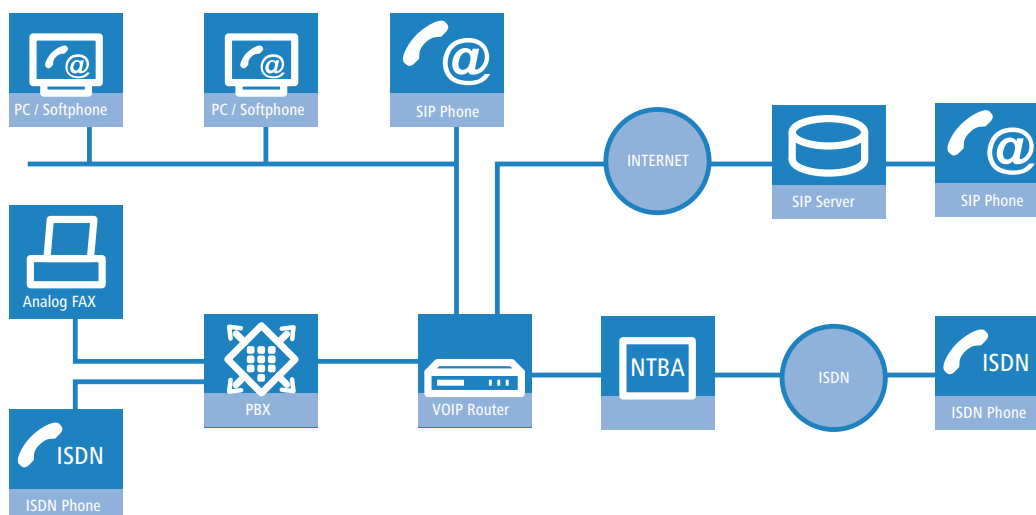 @
PC / Softphone
@
PC / Softphone
@
SIP Phone
INTERNET
SIP Server
@
SIP Phone
Analog FAX
PBX
VOIP Router
NTBA
ISDN
ISDN
ISDN Phone
ISDN
ISDN Phone